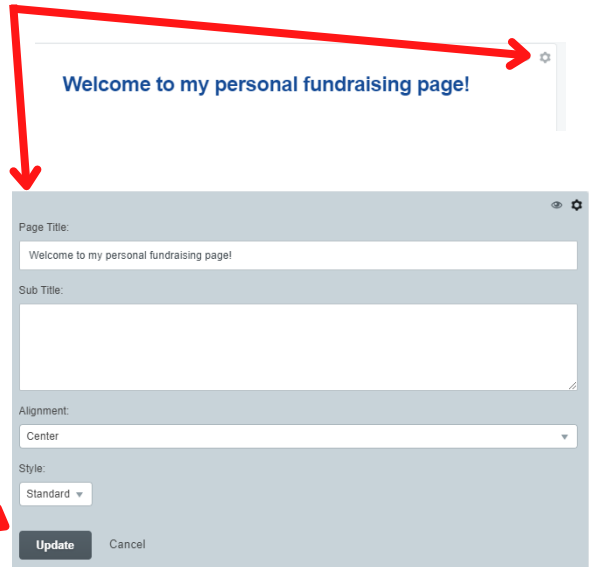 Welcome to my personal fundraising page!
Page Title:
Welcome to my personal fundraising page!
Sub Title:
Alignment:
Center
Style:
Standard
Update Cancel